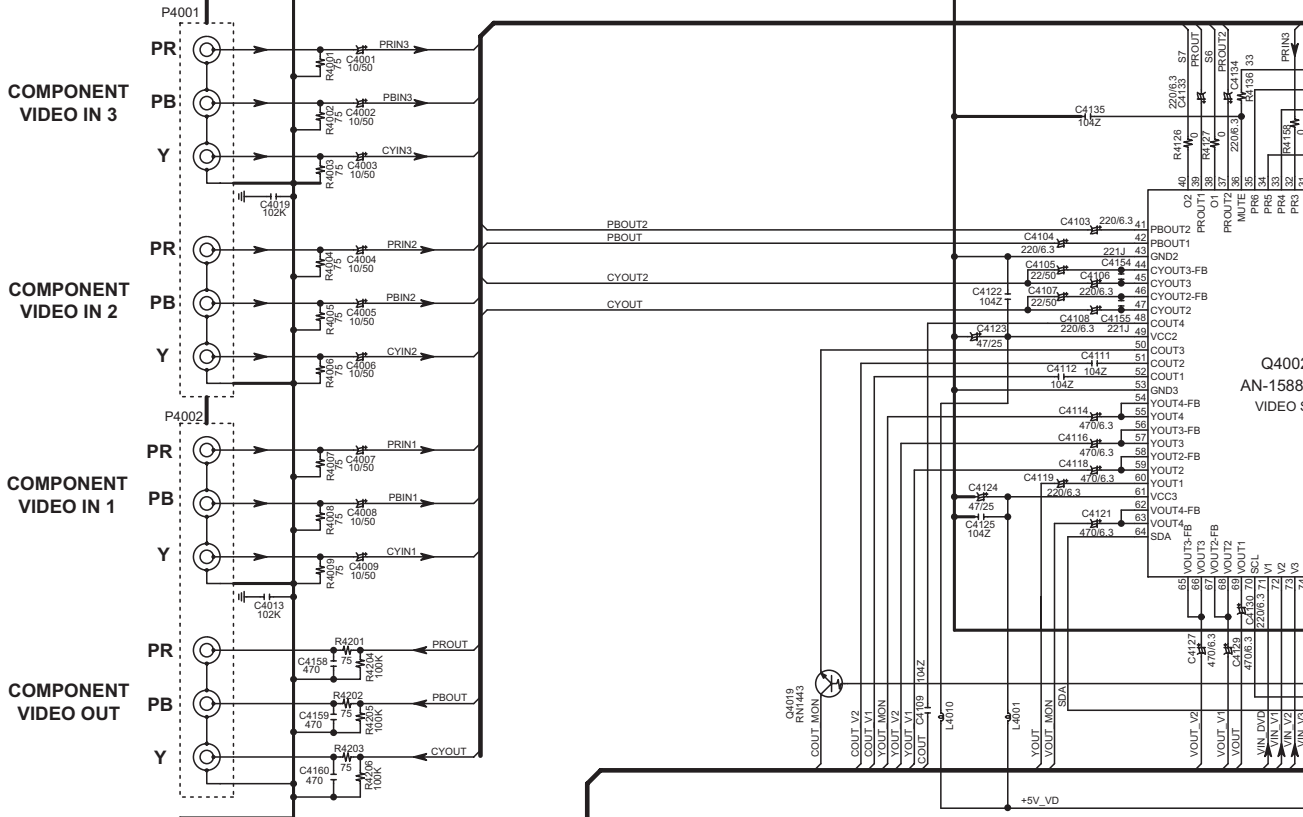 P4001
COMPONENT
VIDEO IN 3
PR
PB
Y
R4001
75
C4001
10/50
PRIN3
R4002
75
C4002
10/50
PBIN3
R4003
75
C4003
10/50
CYIN3
C4019
102K
COMPONENT
VIDEO IN 2
PR
PB
Y
R4004
75
C4004
10/50
PRIN2
R4005
75
C4005
10/50
PBIN2
R4006
75
C4006
10/50
CYIN2
P4002
COMPONENT
VIDEO IN 1
PR
PB
Y
R4007
75
C4007
10/50
PRIN1
R4008
75
C4008
10/50
PBIN1
R4009
75
C4009
10/50
CYIN1
C4013
102K
COMPONENT
VIDEO OUT
PR
PB
Y
R4201
75
C4158
470
R4204
100K
PROUT
R4202
75
C4159
470
R4205
100K
PBOUT
R4203
75
C4160
470
R4206
100K
CYOUT
PBOUT2
PBOUT
CYOUT2
CYOUT
C4135
104Z
S7
PROUT
S6
PROUT2
220/6.3
C4133
C4134
220/6.3
R4136
33
PRIN3
R4126
0
R4127
0
R4158
0
40
39
38
37
36
35
34
33
32
31
O2
PROUT1
O1
PROUT2
MUTE
PR6
PR5
PR4
PR3
C4103 220/6.3
C4104
220/6.3
221J
C4105
22/50
C4154
C4106
220/6.3
C4107
22/50
C4122
104Z
C4108
220/6.3
C4155
221J
C4123
47/25
C4111
104Z
C4112
104Z
C4114
470/6.3
C4116
470/6.3
C4118
470/6.3
C4119
220/6.3
C4124
47/25
C4125
104Z
C4121
470/6.3
41 PBOUT2
42 PBOUT1
43 GND2
44 CYOUT3-FB
45 CYOUT3
46 CYOUT2-FB
47 CYOUT2
48 COUT4
49 VCC2
50 COUT3
51 COUT2
52 COUT1
53 GND3
54 YOUT4-FB
55 YOUT4
56 YOUT3-FB
57 YOUT3
58 YOUT2-FB
59 YOUT2
60 YOUT1
61 VCC3
62 VOUT4-FB
63 VOUT4
64 SDA
Q4002
AN-1588
VIDEO S
VOUT3-FB
VOUT3
VOUT2-FB
VOUT2
VOUT1
SCL
V1
V2
V3
65
66
67
68
69
70
71
72
73
74
C4127
470/6.3
C4129
470/6.3
C4130
220/6.3
Q4019
RN1443
COUT MON
COUT V2
COUT V1
YOUT MON
YOUT V2
YOUT V1
COUT
C4109
104Z
L4010
L4001
YOUT
VOUT MON
SDA
VOUT_V2
VOUT_V1
VOUT
VIN_DVD
VIN_V1
VIN_V2
VIN_V3
+5V_VD